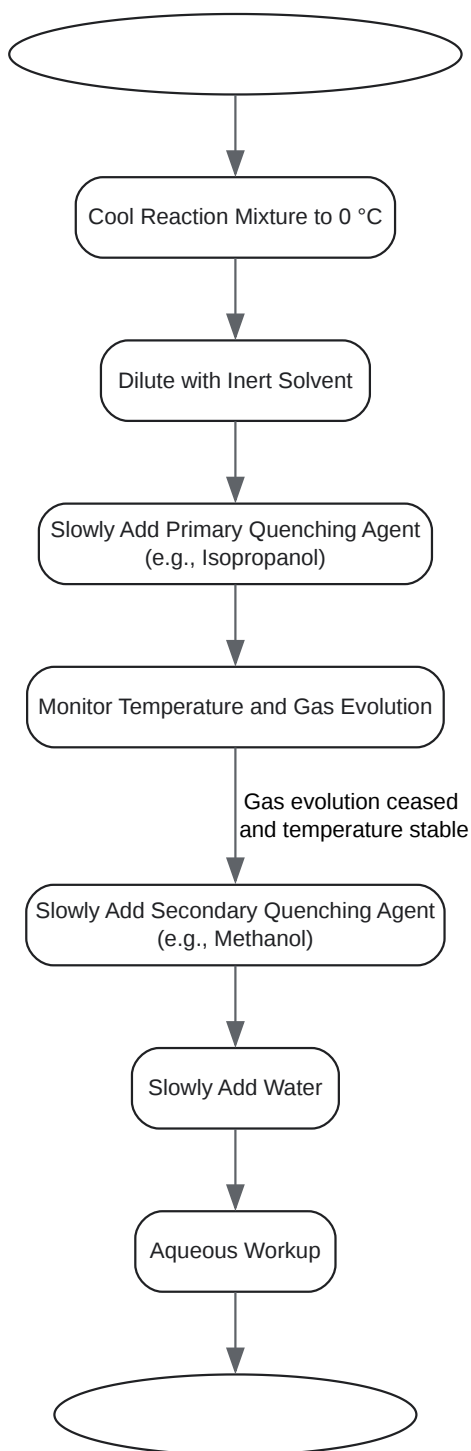 Cool Reaction Mixture to 0 °C
Dilute with Inert Solvent
Slowly Add Primary Quenching Agent
(e.g., Isopropanol)
Monitor Temperature and Gas Evolution
Gas evolution ceased
and temperature stable
Slowly Add Secondary Quenching Agent
(e.g., Methanol)
Slowly Add Water
Aqueous Workup